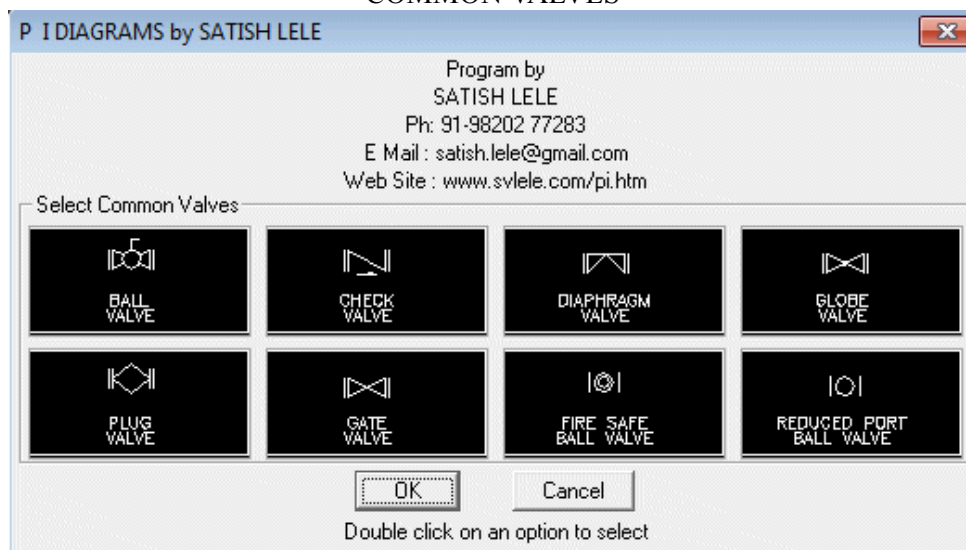 COMMON VALVES
P I DIAGRAMS by SATISH LELE
Program by
SATISH LELE
Ph: 91-98202 77283
E Mail : satish.lele@gmail.com
Web Site : www.svlele.com/pi.htm
Select Common Valves
BALL
VALVE
CHECK
VALVE
DIAPHRAGM
VALVE
GLOBE
VALVE
PLUG
VALVE
GATE
VALVE
FIRE SAFE
BALL VALVE
REDUCED PORT
BALL VALVE
OK
Cancel
Double click on an option to select